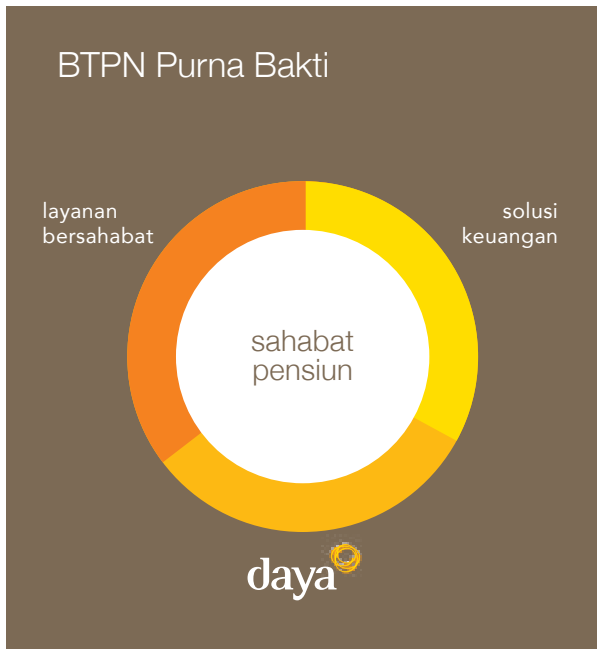 BTPN Purna Bakti
layanan
bersahabat
solusi
keuangan
sahabat
pensiun
daya